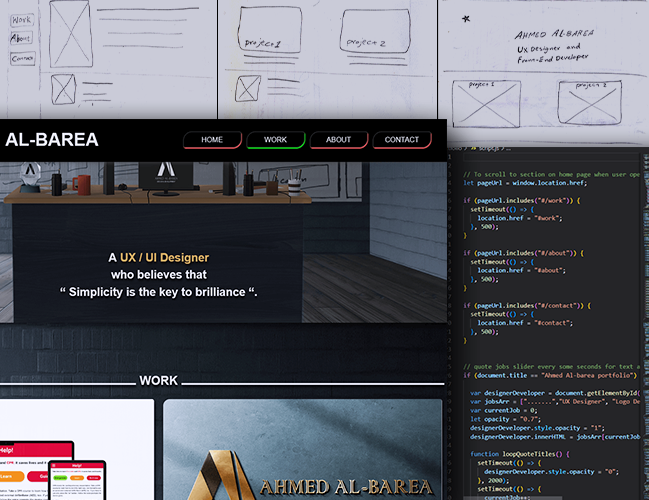 Work
About
Contact
project 1
project 2
AHMED AL-BAREA
UX Designer and
Front-End Developer
project 1
project 2
AL-BAREA
HOME
WORK
ABOUT
CONTACT
A UX / UI Designer
who believes that
“ Simplicity is the key to brilliance “.
WORK
Help!
Help!
AHMED AL-BAREA
// To scroll to section on home page when user ope
let pageUrl = window.location.href;
if (pageUrl.includes("#/work")) {
setTimeout(() => {
location.href = "#work";
}, 500);
}
if (pageUrl.includes("#/about")) {
setTimeout(() => {
location.href = "#about";
}, 500);
}
if (pageUrl.includes("#/contact")) {
setTimeout(() => {
location.href = "#contact";
}, 500);
}
// quote jobs slider every some seconds for text a
if (document.title == "Ahmed Al-barea portfolio")
var designerDeveloper = document.getElementById(
var jobsArr = [".......","UX Designer", "Logo De
var currentJob = 0;
let opacity = "0.7";
designerDeveloper.style.opacity = "1";
designerDeveloper.innerHTML = jobsArr[currentJob
function loopQuoteTitles() {
setTimeout(() => {
designerDeveloper.style.opacity = "0";
}, 2000);
setTimeout(() => {
currentJob++;